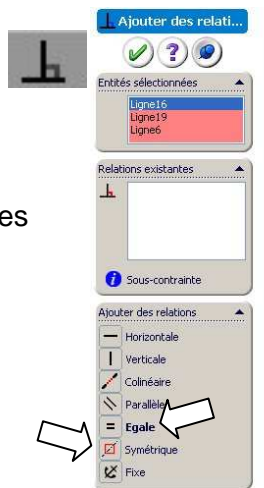 Ajouter des relati...
Entités sélectionnées
Ligne16
Ligne19
Ligne6
Relations existantes
es
Sous-contrainte
Ajouter des relations
Horizontale
Verticale
Colinéaire
Parallèle
Egale
Symétrique
Fixe